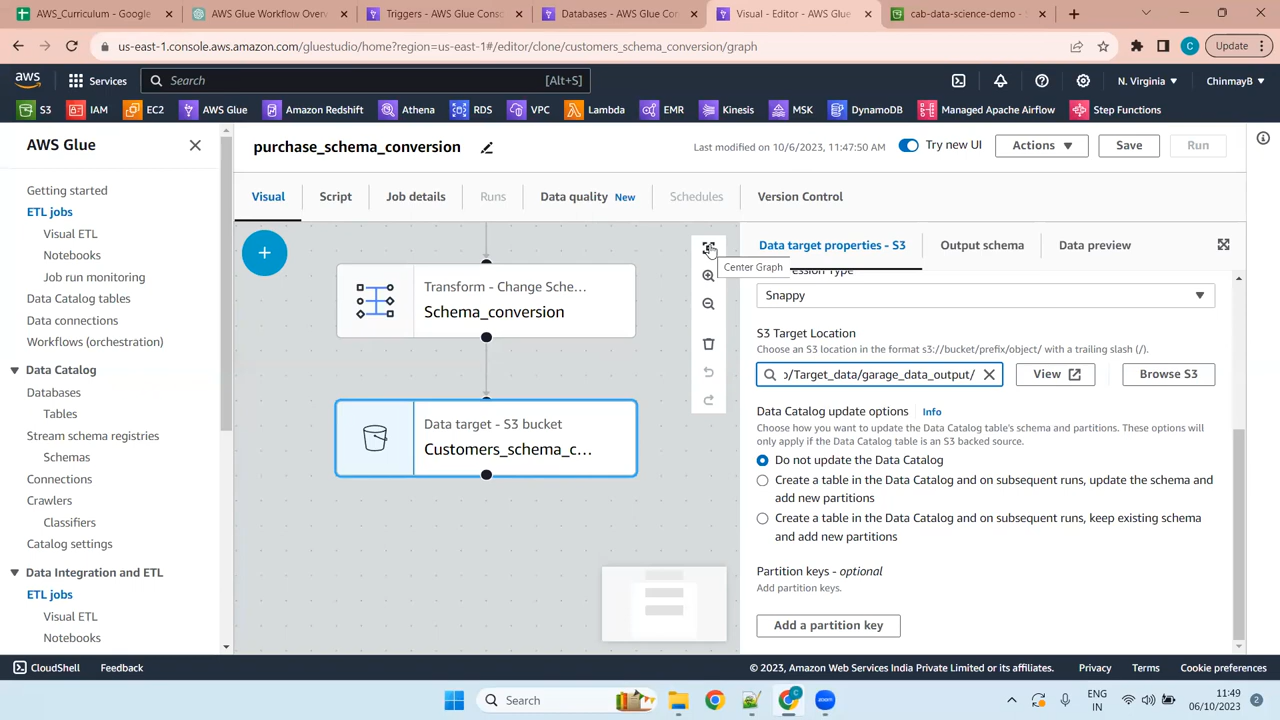 AWS_Curriculum - Google
AWS Glue Workflow Overvi
Triggers - AWS Glue Conso
Databases - AWS Glue Con
Visual - Editor - AWS Glue
cab-data-science-demo - S
us-east-1.console.aws.amazon.com/gluestudio/home?region=us-east-1#/editor/clone/customers_schema_conversion/graph
C
Update
aws
Services
Search
[Alt+S]
N. Virginia
ChinmayB
S3
IAM
EC2
AWS Glue
Amazon Redshift
Athena
RDS
VPC
Lambda
EMR
Kinesis
MSK
DynamoDB
Managed Apache Airflow
Step Functions
AWS Glue
Getting started
ETL jobs
Visual ETL
Notebooks
Job run monitoring
Data Catalog tables
Data connections
Workflows (orchestration)
Data Catalog
Databases
Tables
Stream schema registries
Schemas
Connections
Crawlers
Classifiers
Catalog settings
Data Integration and ETL
ETL jobs
Visual ETL
Notebooks
purchase_schema_conversion
Last modified on 10/6/2023, 11:47:50 AM
Try new UI
Actions
Save
Run
Visual
Script
Job details
Runs
Data quality New
Schedules
Version Control
Transform - Change Sche...
Schema_conversion
Data target - S3 bucket
Customers_schema_c...
Center Graph
Data target properties - S3
Output schema
Data preview
Snappy
S3 Target Location
Choose an S3 location in the format s3://bucket/prefix/object/ with a trailing slash (/).
/Target_data/garage_data_output/
View
Browse S3
Data Catalog update options Info
Choose how you want to update the Data Catalog table's schema and partitions. These options will
only apply if the Data Catalog table is an S3 backed source.
Do not update the Data Catalog
Create a table in the Data Catalog and on subsequent runs, update the schema and
add new partitions
Create a table in the Data Catalog and on subsequent runs, keep existing schema
and add new partitions
Partition keys - optional
Add partition keys.
Add a partition key
CloudShell
Feedback
© 2023, Amazon Web Services India Private Limited or its affiliates.
Privacy
Terms
Cookie preferences
Search
ENG
IN
11:49
06/10/2023
2